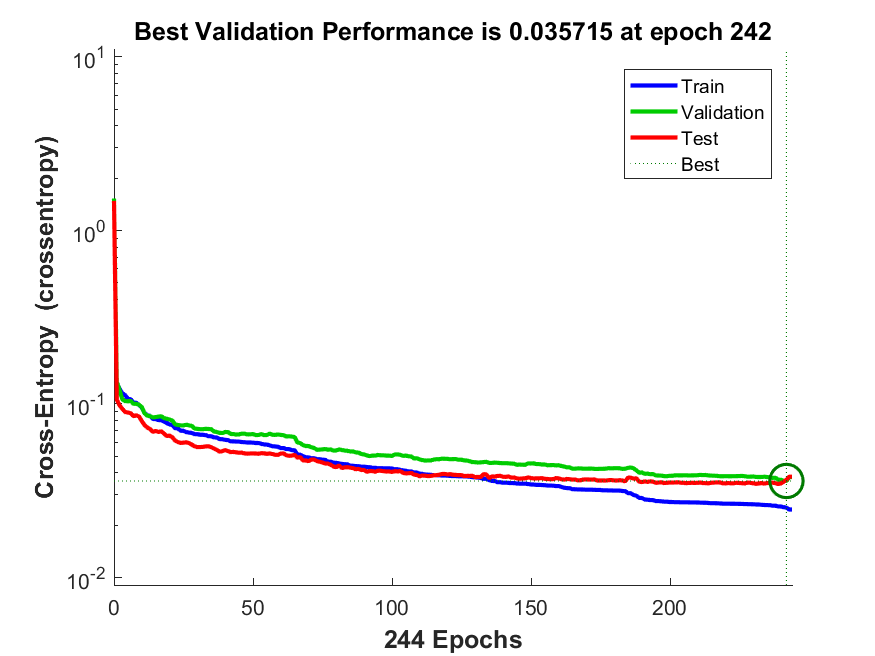 Best Validation Performance is 0.035715 at epoch 242
10^1
10^0
10^-1
10^-2
Cross-Entropy (crossentropy)
Train
Validation
Test
Best
0 50 100 150 200
244 Epochs